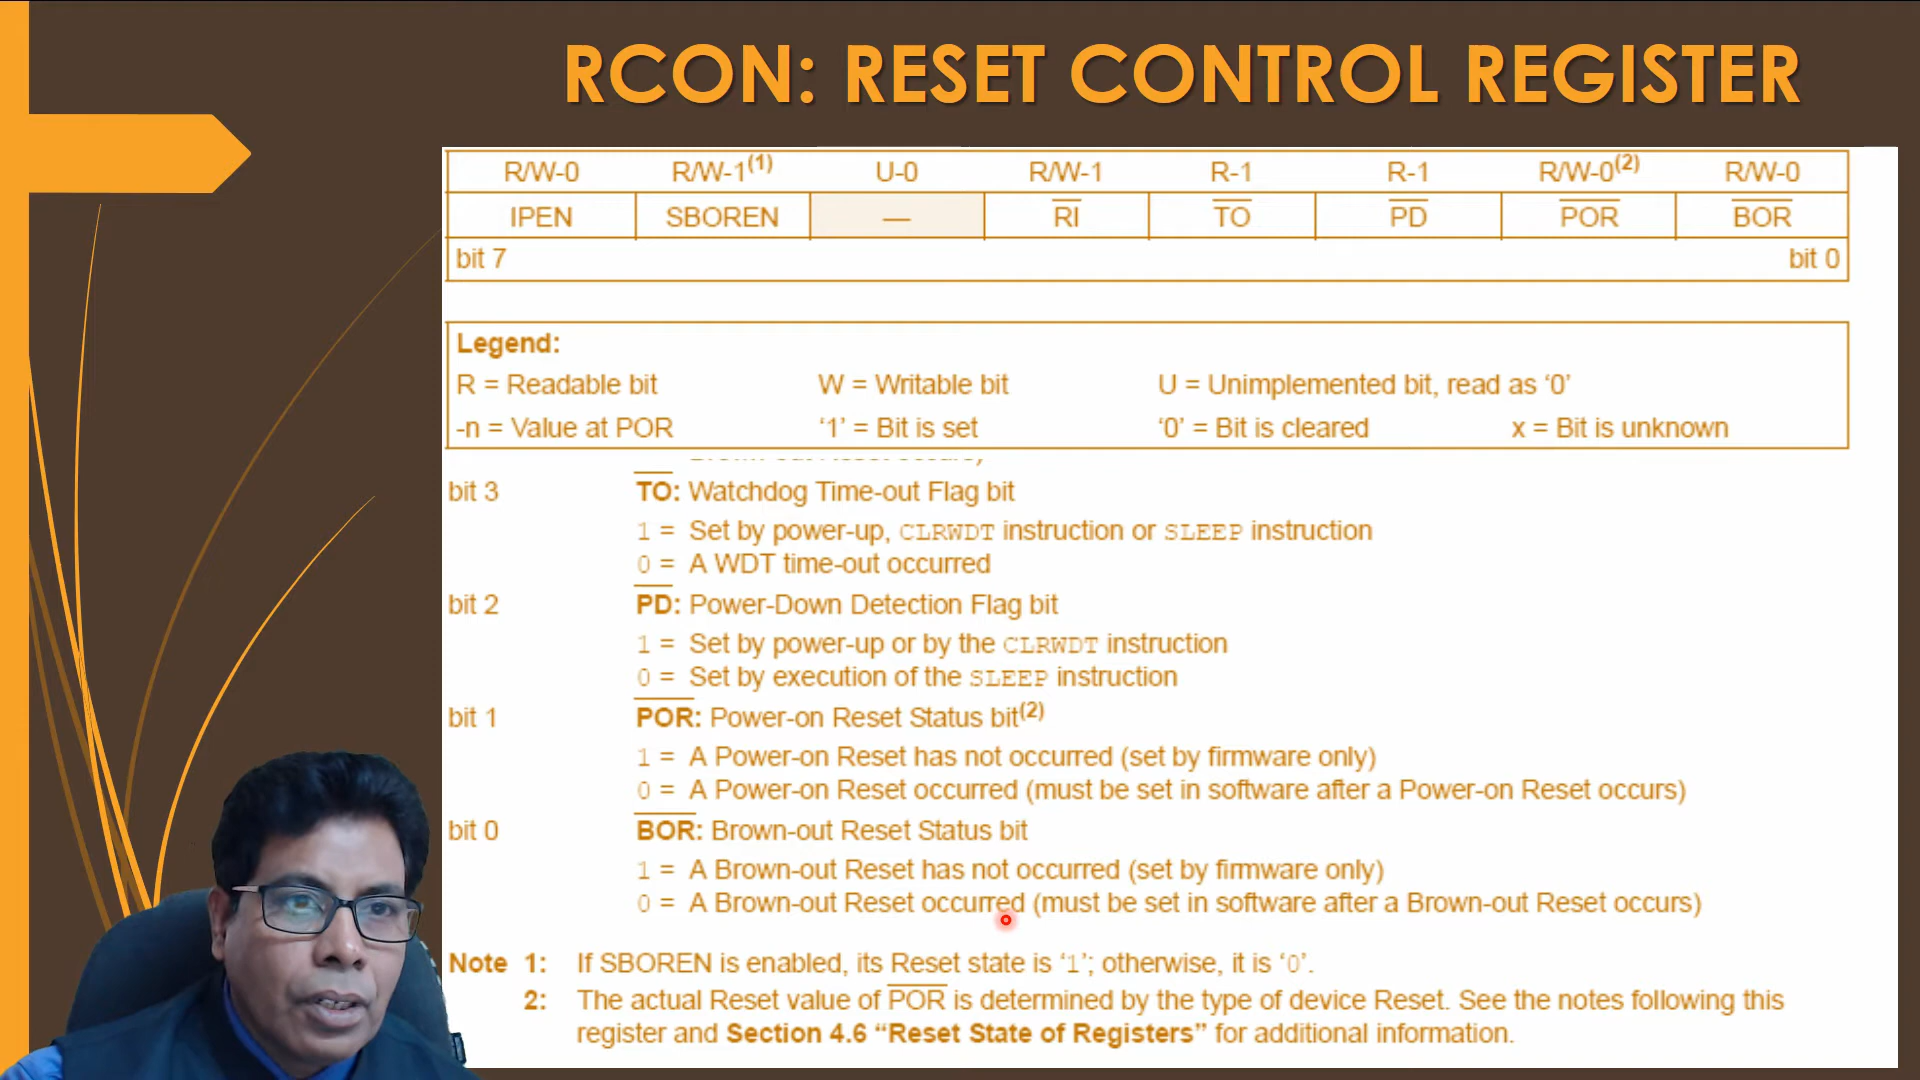 RCON: RESET CONTROL REGISTER
R/W-0 R/W-1(1) U-0 R/W-1 R-1 R-1 R/W-0(2) R/W-0
IPEN SBOREN — R̅I̅ T̅O̅ P̅D̅ P̅O̅R̅ B̅O̅R̅
bit 7 bit 0
Legend:
R = Readable bit W = Writable bit U = Unimplemented bit, read as ‘0’
-n = Value at POR ‘1’ = Bit is set ‘0’ = Bit is cleared x = Bit is unknown
bit 3 T̅O̅: Watchdog Time-out Flag bit
1 = Set by power-up, CLRWDT instruction or SLEEP instruction
0 = A WDT time-out occurred
bit 2 P̅D̅: Power-Down Detection Flag bit
1 = Set by power-up or by the CLRWDT instruction
0 = Set by execution of the SLEEP instruction
bit 1 P̅O̅R̅: Power-on Reset Status bit(2)
1 = A Power-on Reset has not occurred (set by firmware only)
0 = A Power-on Reset occurred (must be set in software after a Power-on Reset occurs)
bit 0 B̅O̅R̅: Brown-out Reset Status bit
1 = A Brown-out Reset has not occurred (set by firmware only)
0 = A Brown-out Reset occurred (must be set in software after a Brown-out Reset occurs)
Note 1: If SBOREN is enabled, its Reset state is ‘1’; otherwise, it is ‘0’.
2: The actual Reset value of P̅O̅R̅ is determined by the type of device Reset. See the notes following this
register and Section 4.6 “Reset State of Registers” for additional information.